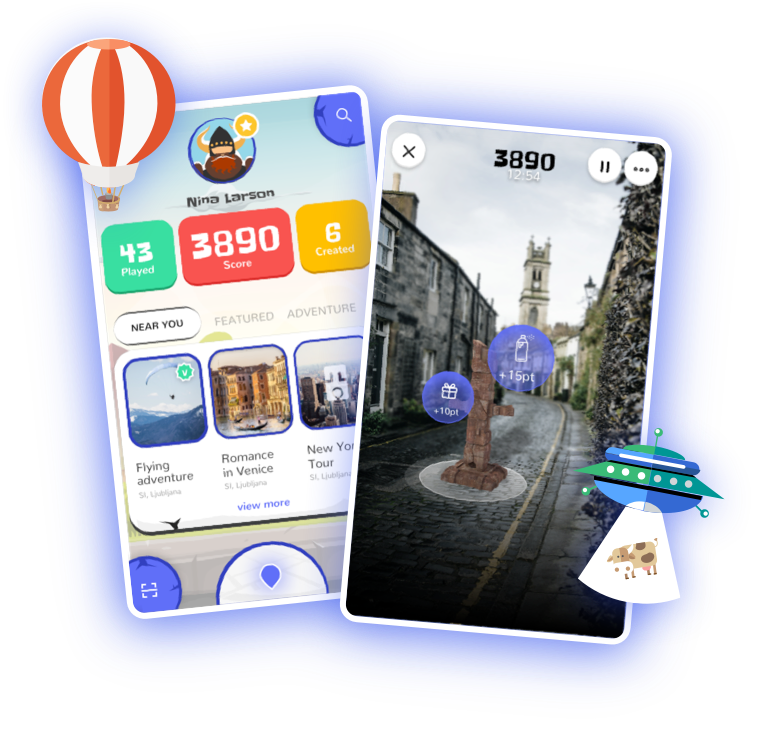 Nina Larson
43
Played
3890
Score
6
Created
NEAR YOU
FEATURED
ADVENTURE
Flying
adventure
SI, Ljubljana
Romance
in Venice
SI, Ljubljana
New Yor
Tour
SI, Ljubljana
view more
3890
12:54
+15pt
+10pt